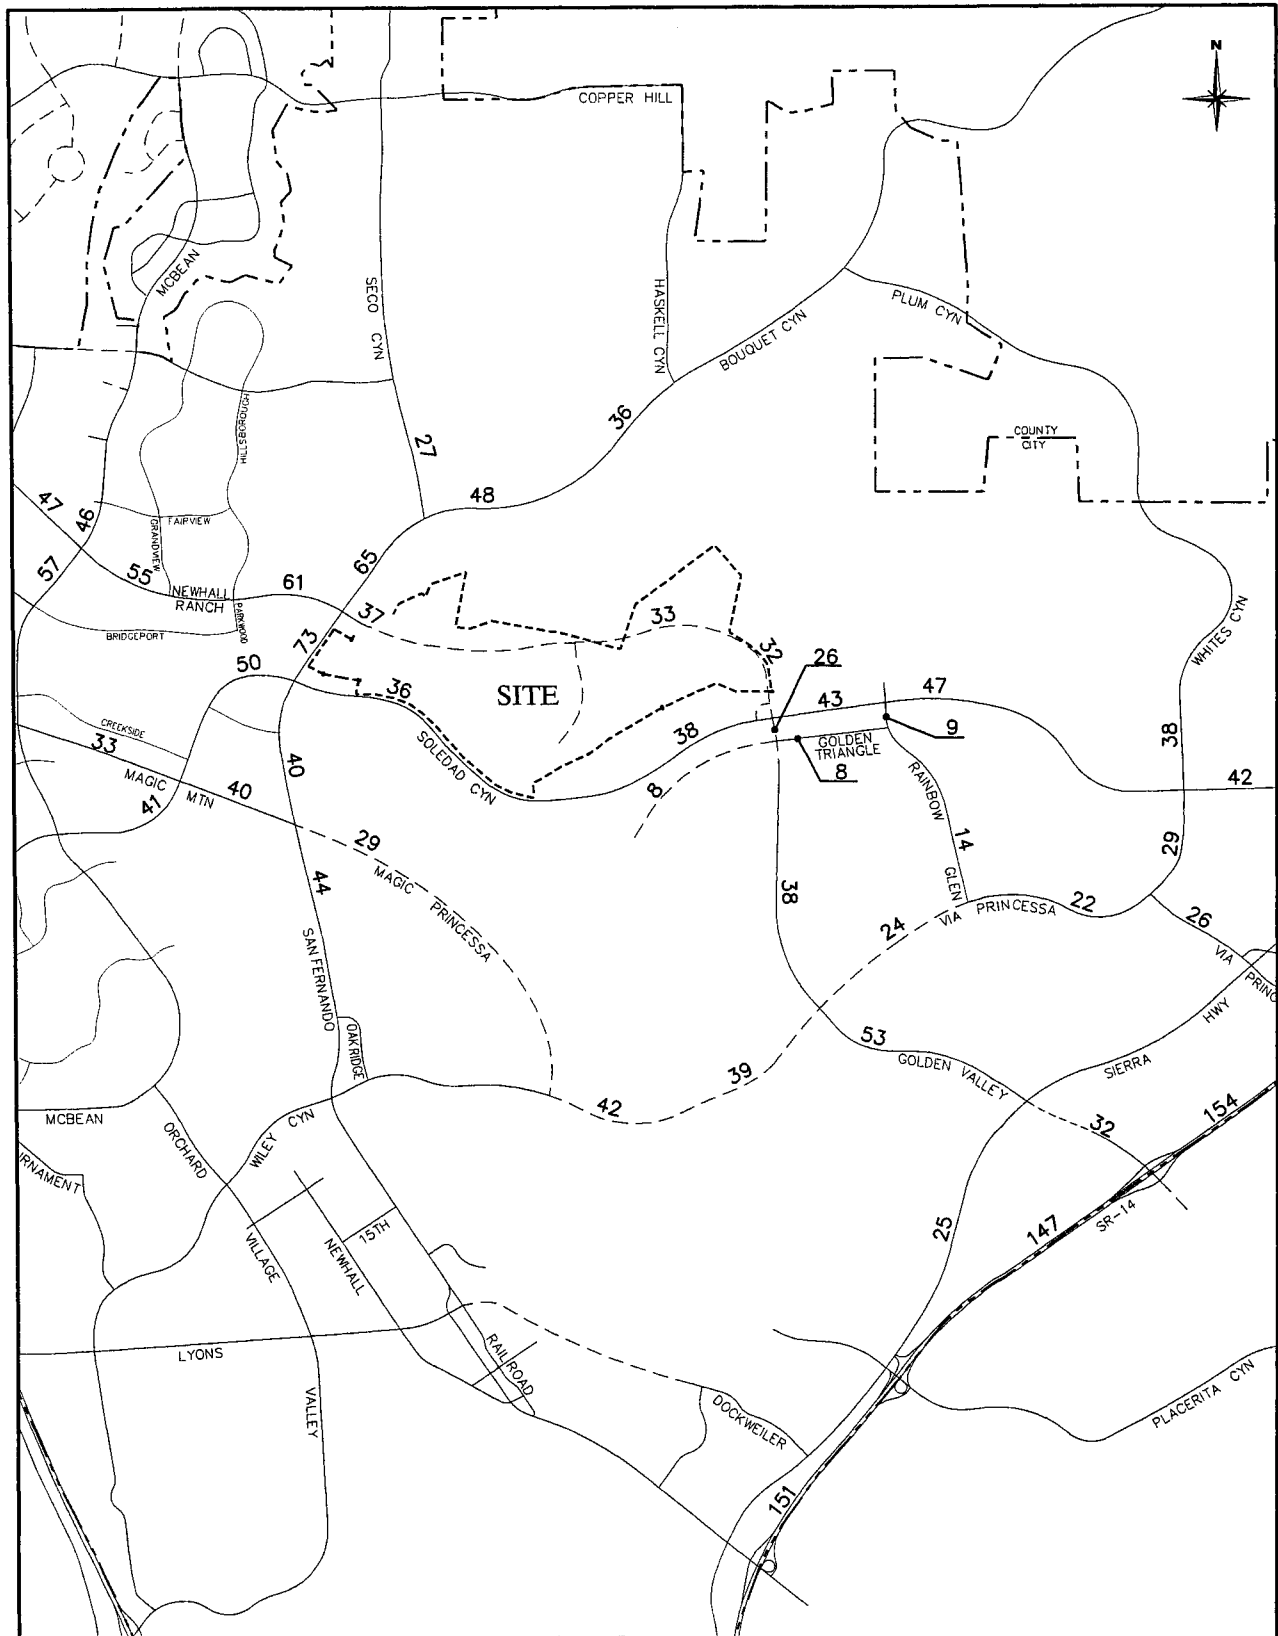 N
COPPER HILL
MCBEAN
SECO CYN
HASKELL CYN
BOUQUET CYN
PLUM CYN
36
HILLSBOROUGH
27
COUNTY
CITY
48
47
46
FAIRVIEW
GRANDVIEW
65
57
55
NEWHALL
RANCH
61
37
33
PARKWOOD
BRIDGEPORT
73
32
WHITES CYN
50
36
SITE
26
43
47
CREEKSIDE
33
SOLEDAD CYN
38
GOLDEN
TRIANGLE
9
38
MAGIC MTN
40
40
8
8
RAINBOW GLEN
42
41
29
MAGIC PRINCESSA
14
29
44
38
24
VIA PRINCESSA
22
26
VIA PRINC
SAN FERNANDO
HWY
OAKRIDGE
53
GOLDEN VALLEY
SIERRA
39
42
MCBEAN
154
32
ORCHARD
WILEY CYN
RNAMENT
25
147
SR-14
15TH
VILLAGE
NEWHALL
LYONS
RAILROAD
VALLEY
DOCKWEILER
PLACERITA CYN
151